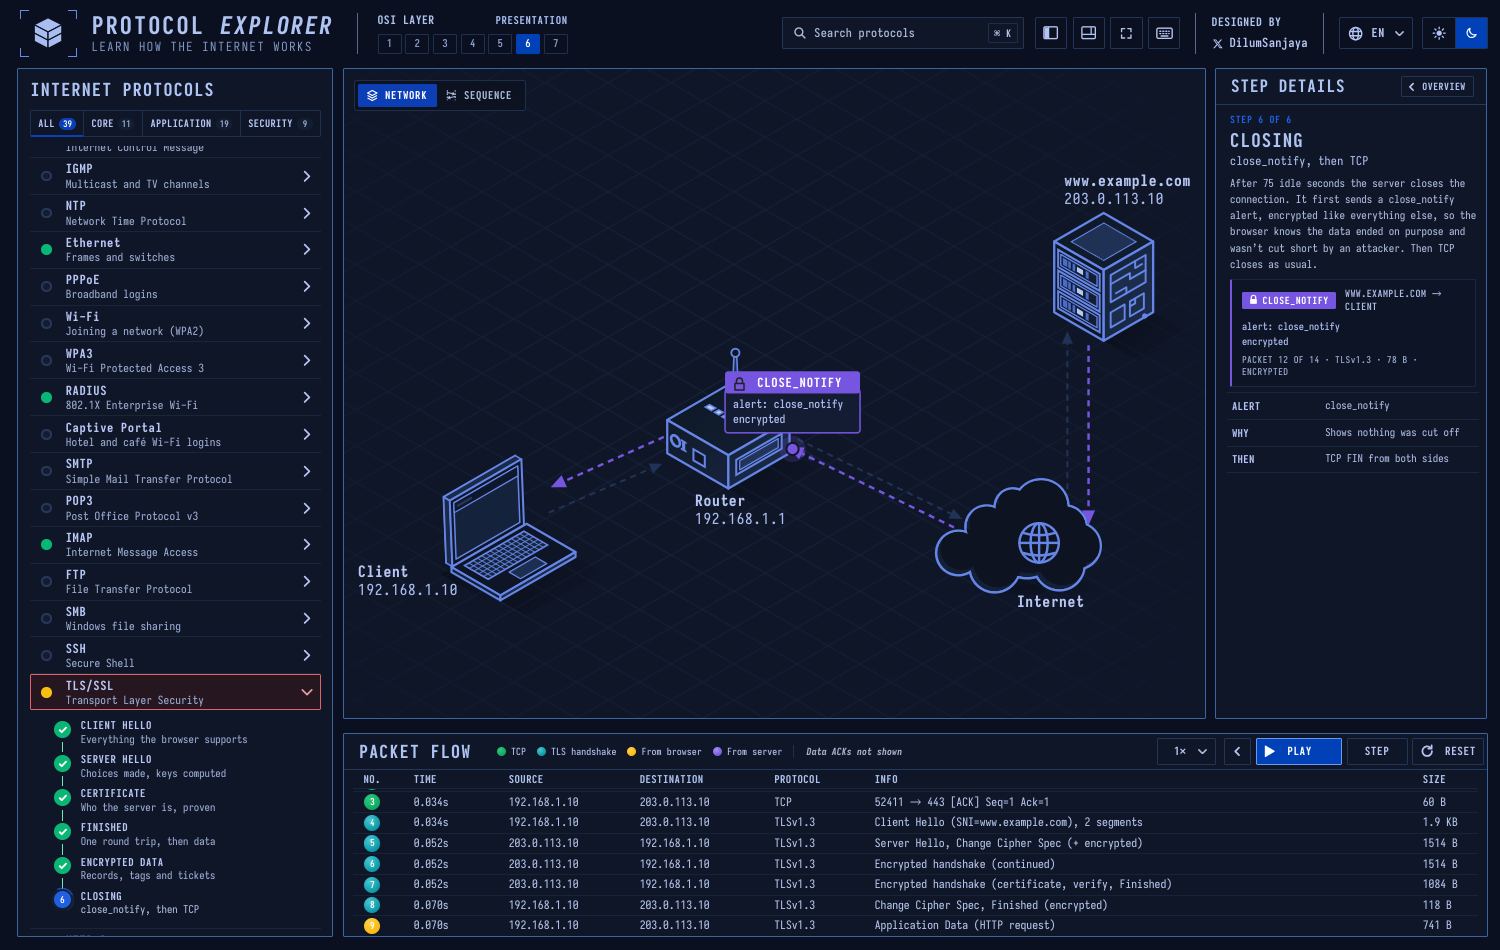 PROTOCOL EXPLORER
LEARN HOW THE INTERNET WORKS
OSI LAYER PRESENTATION
1 2 3 4 5 6 7
Search protocols ⌘ K
DESIGNED BY
DilumSanjaya
EN
INTERNET PROTOCOLS
ALL 39 CORE 11 APPLICATION 19 SECURITY 9
Internet Control Message
IGMP
Multicast and TV channels
NTP
Network Time Protocol
Ethernet
Frames and switches
PPPoE
Broadband logins
Wi-Fi
Joining a network (WPA2)
WPA3
Wi-Fi Protected Access 3
RADIUS
802.1X Enterprise Wi-Fi
Captive Portal
Hotel and café Wi-Fi logins
SMTP
Simple Mail Transfer Protocol
POP3
Post Office Protocol v3
IMAP
Internet Message Access
FTP
File Transfer Protocol
SMB
Windows file sharing
SSH
Secure Shell
TLS/SSL
Transport Layer Security
CLIENT HELLO
Everything the browser supports
SERVER HELLO
Choices made, keys computed
CERTIFICATE
Who the server is, proven
FINISHED
One round trip, then data
ENCRYPTED DATA
Records, tags and tickets
6 CLOSING
close_notify, then TCP
NETWORK SEQUENCE
www.example.com
203.0.113.10
CLOSE_NOTIFY
alert: close_notify
encrypted
Router
192.168.1.1
Client
192.168.1.10
Internet
STEP DETAILS OVERVIEW
STEP 6 OF 6
CLOSING
close_notify, then TCP
After 75 idle seconds the server closes the
connection. It first sends a close_notify
alert, encrypted like everything else, so the
browser knows the data ended on purpose and
wasn't cut short by an attacker. Then TCP
closes as usual.
CLOSE_NOTIFY WWW.EXAMPLE.COM →
CLIENT
alert: close_notify
encrypted
PACKET 12 OF 14 · TLSv1.3 · 78 B ·
ENCRYPTED
ALERT close_notify
WHY Shows nothing was cut off
THEN TCP FIN from both sides
PACKET FLOW TCP TLS handshake From browser From server Data ACKs not shown 1× PLAY STEP RESET
NO. TIME SOURCE DESTINATION PROTOCOL INFO SIZE
3 0.034s 192.168.1.10 203.0.113.10 TCP 52411 → 443 [ACK] Seq=1 Ack=1 60 B
4 0.034s 192.168.1.10 203.0.113.10 TLSv1.3 Client Hello (SNI=www.example.com), 2 segments 1.9 KB
5 0.052s 203.0.113.10 192.168.1.10 TLSv1.3 Server Hello, Change Cipher Spec (+ encrypted) 1514 B
6 0.052s 203.0.113.10 192.168.1.10 TLSv1.3 Encrypted handshake (continued) 1514 B
7 0.052s 203.0.113.10 192.168.1.10 TLSv1.3 Encrypted handshake (certificate, verify, Finished) 1084 B
8 0.070s 192.168.1.10 203.0.113.10 TLSv1.3 Change Cipher Spec, Finished (encrypted) 118 B
9 0.070s 192.168.1.10 203.0.113.10 TLSv1.3 Application Data (HTTP request) 741 B